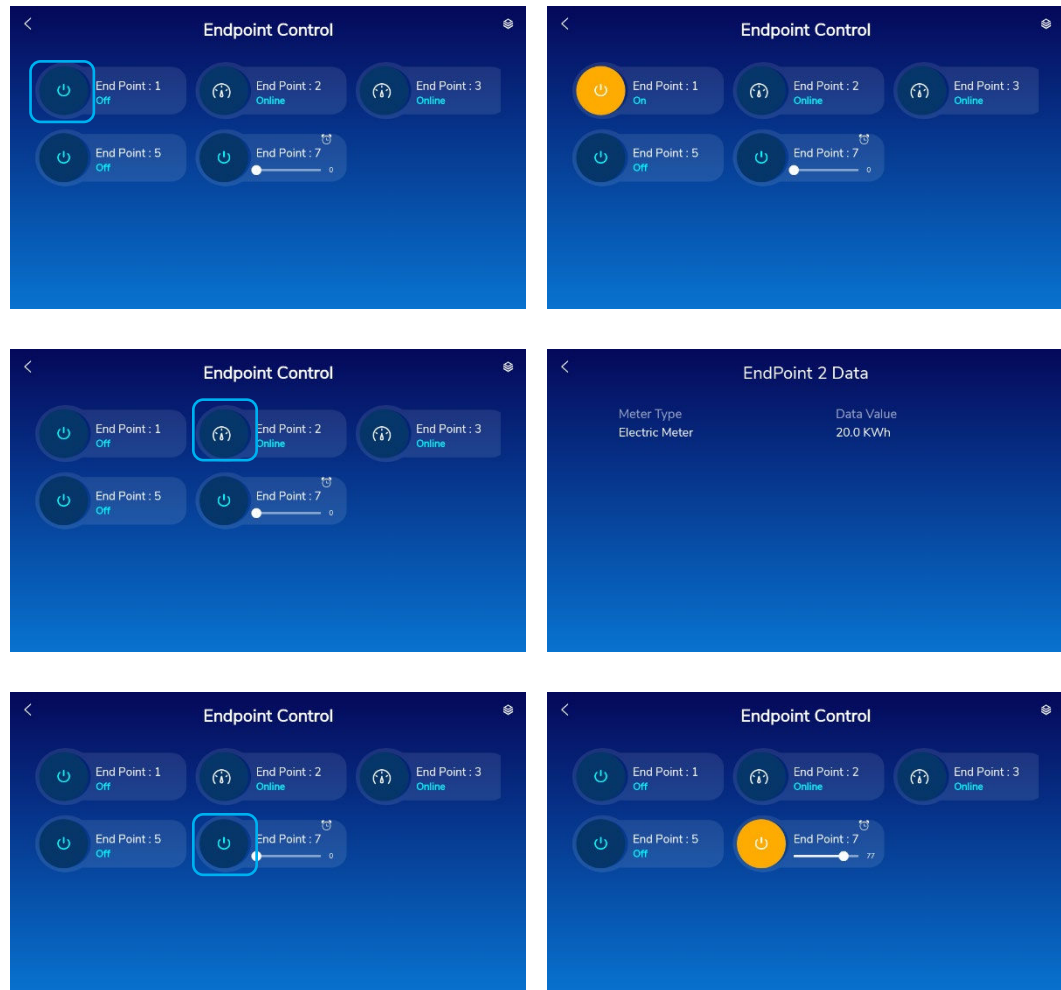 Endpoint Control
End Point : 1
Off
End Point : 2
Online
End Point : 3
Online
End Point : 5
Off
End Point : 7
0
Endpoint Control
End Point : 1
On
End Point : 2
Online
End Point : 3
Online
End Point : 5
Off
End Point : 7
0
Endpoint Control
End Point : 1
Off
End Point : 2
Online
End Point : 3
Online
End Point : 5
Off
End Point : 7
0
EndPoint 2 Data
Meter Type
Data Value
Electric Meter
20.0 KWh
Endpoint Control
End Point : 1
Off
End Point : 2
Online
End Point : 3
Online
End Point : 5
Off
End Point : 7
0
Endpoint Control
End Point : 1
Off
End Point : 2
Online
End Point : 3
Online
End Point : 5
Off
End Point : 7
77